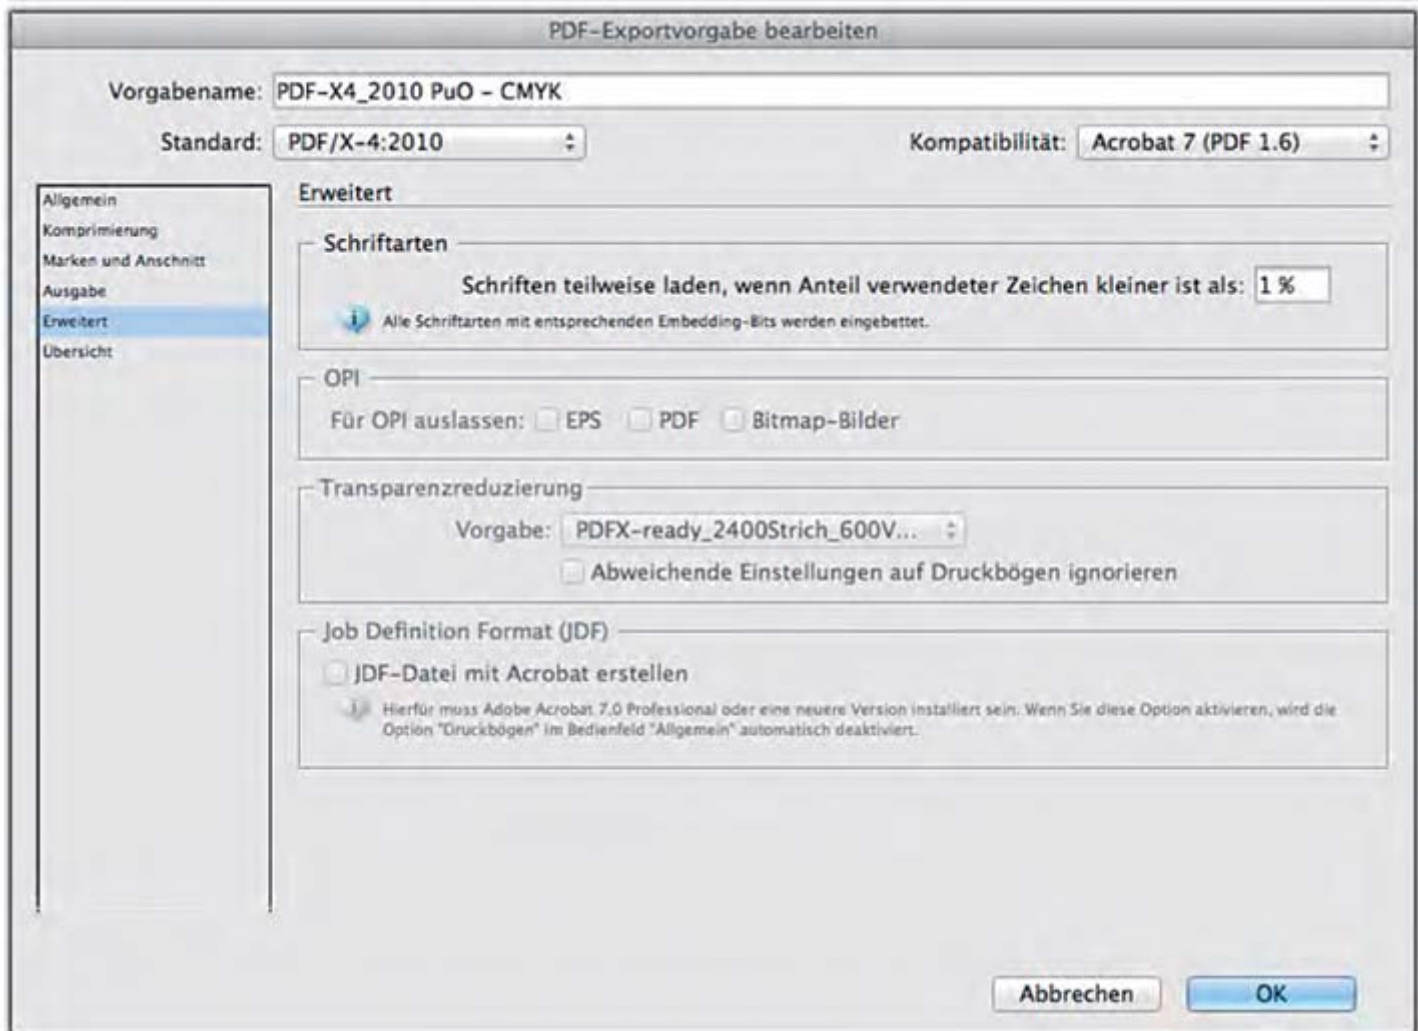 PDF-Exportvorgabe bearbeiten
Vorgabename: PDF-X4_2010 PuO - CMYK
Standard: PDF/X-4:2010 Kompatibilität: Acrobat 7 (PDF 1.6)
Allgemein
Komprimierung
Marken und Anschnitt
Ausgabe
Erweitert
Übersicht
Erweitert
Schriftarten
Schriften teilweise laden, wenn Anteil verwendeter Zeichen kleiner ist als: 1 %
Alle Schriftarten mit entsprechenden Embedding-Bits werden eingebettet.
OPI
Für OPI auslassen: EPS PDF Bitmap-Bilder
Transparenzreduzierung
Vorgabe: PDFX-ready_2400Strich_600V...
Abweichende Einstellungen auf Druckbögen ignorieren
Job Definition Format (JDF)
JDF-Datei mit Acrobat erstellen
Hierfür muss Adobe Acrobat 7.0 Professional oder eine neuere Version installiert sein. Wenn Sie diese Option aktivieren, wird die
Option "Druckbögen" im Bedienfeld "Allgemein" automatisch deaktiviert.
Abbrechen OK